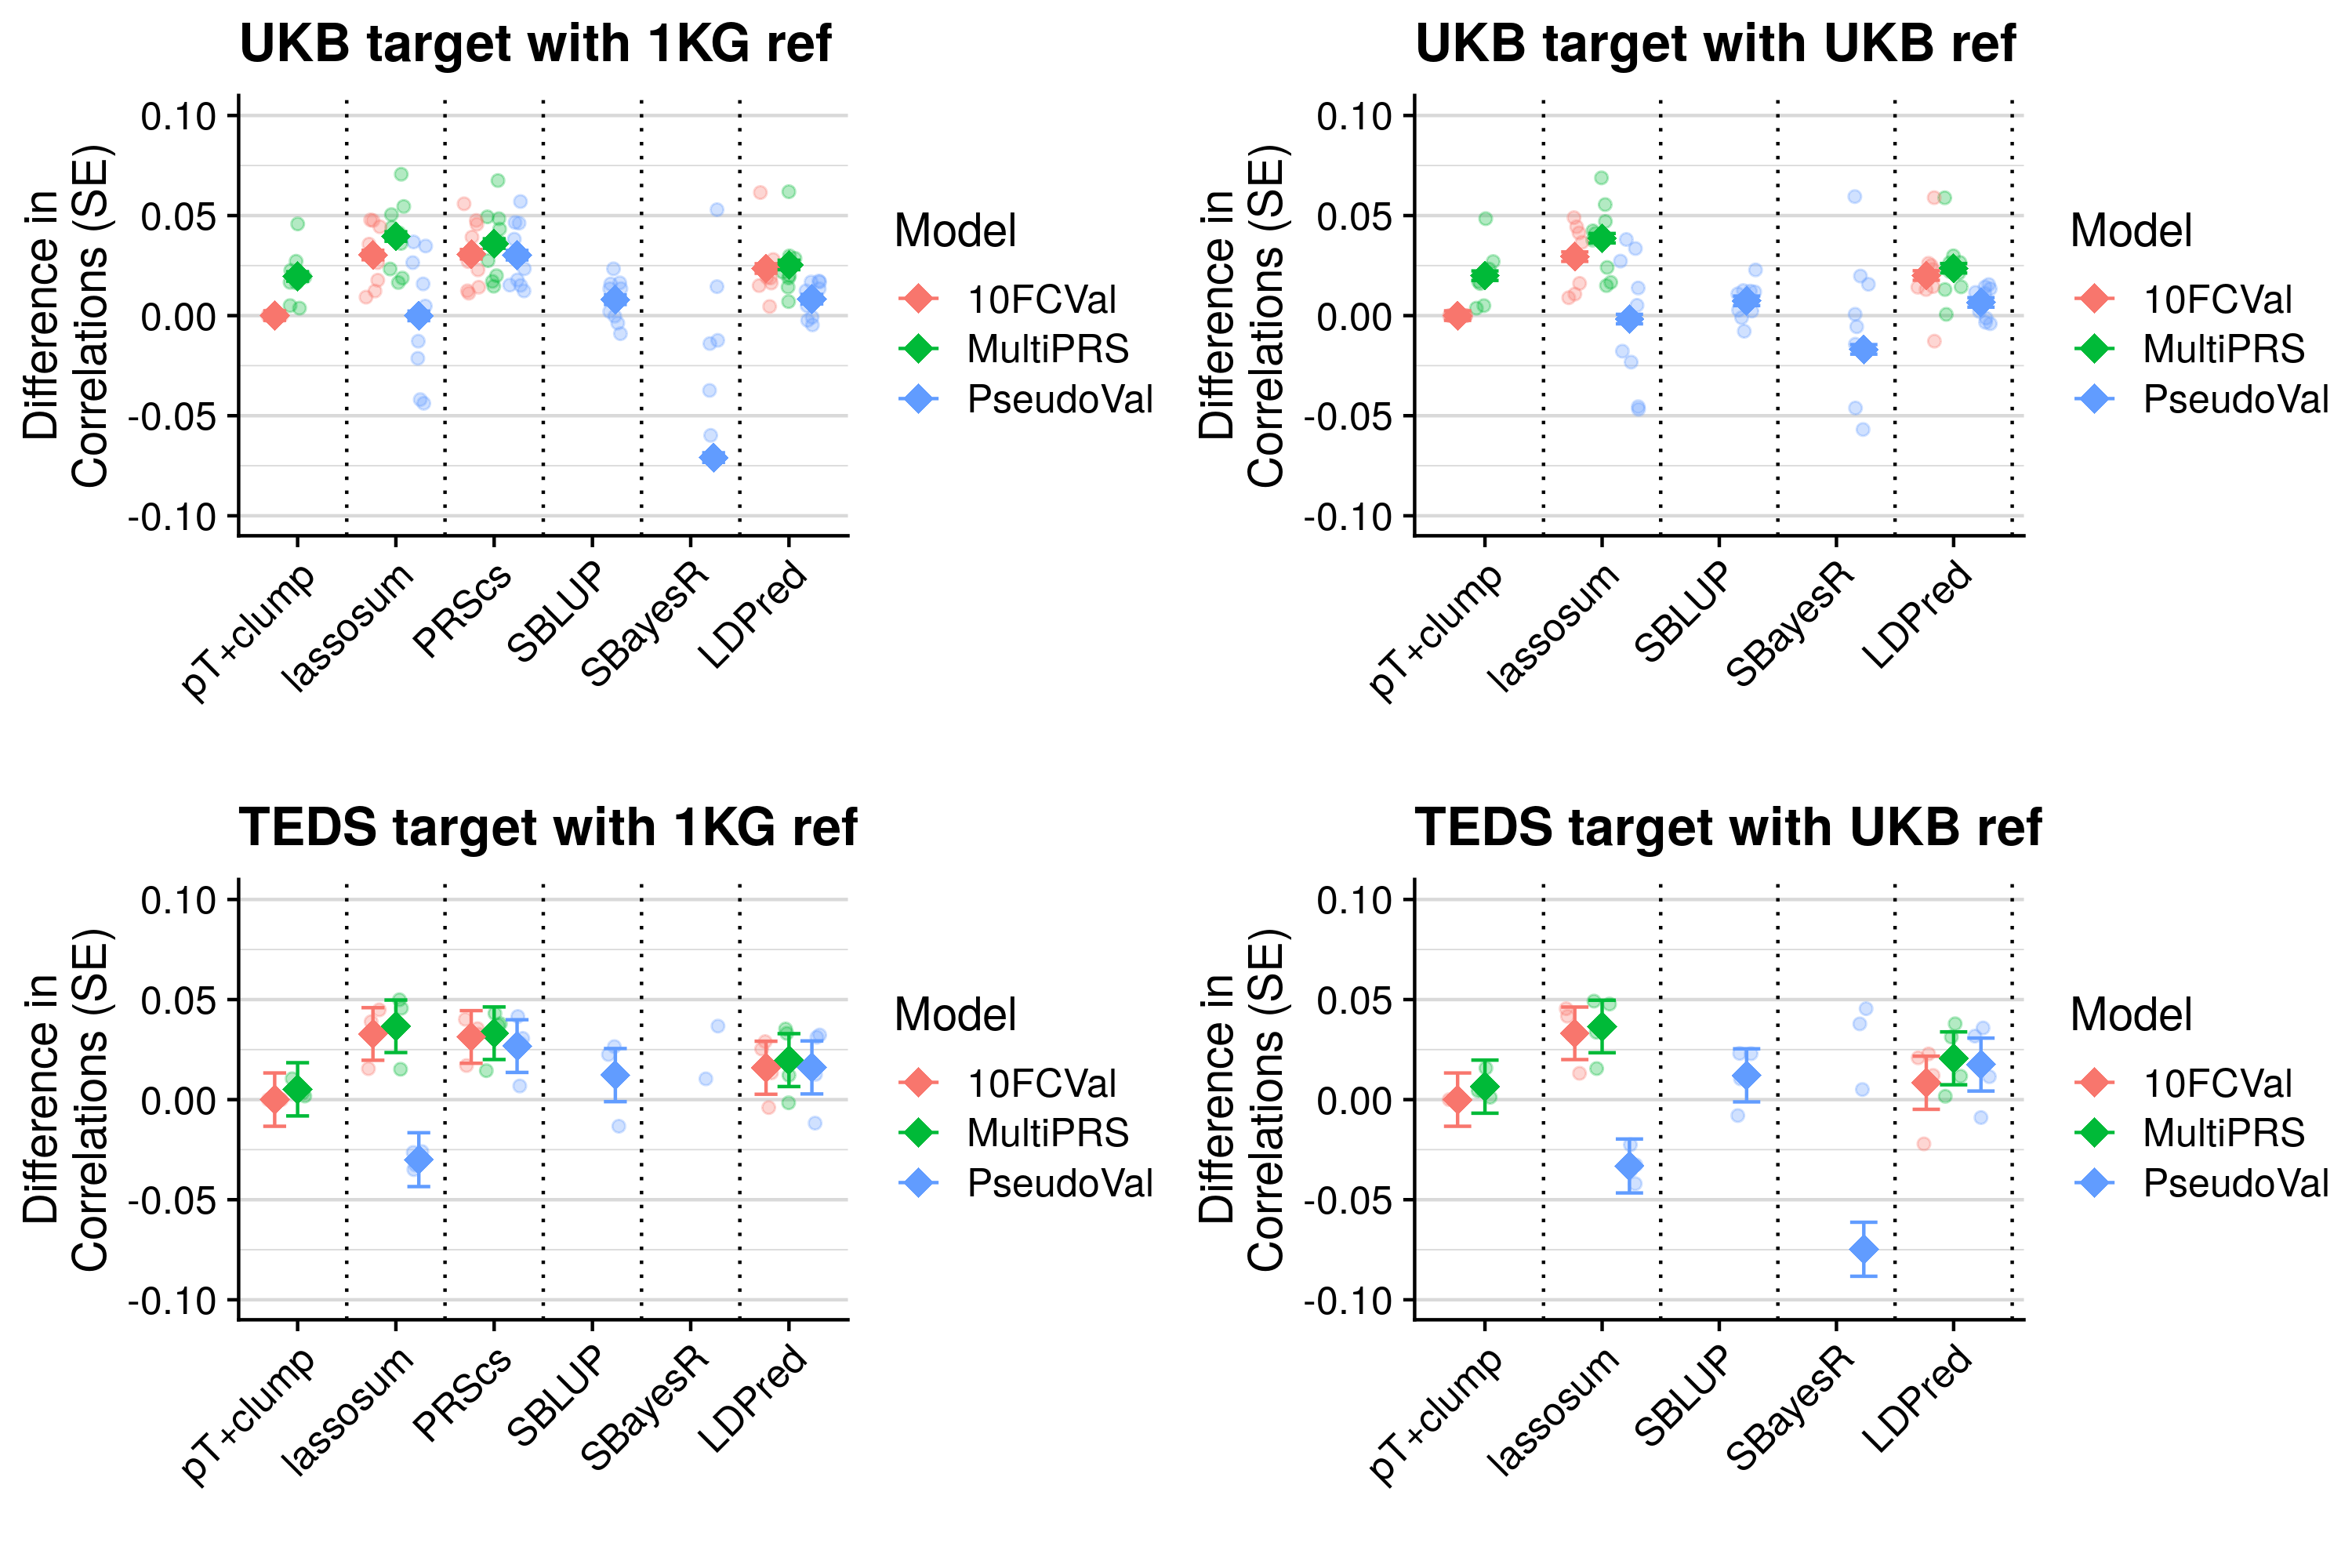 UKB target with 1KG ref
Difference in
Correlations (SE)
0.10
0.05
0.00
-0.05
-0.10
pT+clump
lassosum
PRScs
SBLUP
SBayesR
LDPred
Model
10FCVal
MultiPRS
PseudoVal
UKB target with UKB ref
Difference in
Correlations (SE)
0.10
0.05
0.00
-0.05
-0.10
pT+clump
lassosum
SBLUP
SBayesR
LDPred
Model
10FCVal
MultiPRS
PseudoVal
TEDS target with 1KG ref
Difference in
Correlations (SE)
0.10
0.05
0.00
-0.05
-0.10
pT+clump
lassosum
PRScs
SBLUP
SBayesR
LDPred
Model
10FCVal
MultiPRS
PseudoVal
TEDS target with UKB ref
Difference in
Correlations (SE)
0.10
0.05
0.00
-0.05
-0.10
pT+clump
lassosum
SBLUP
SBayesR
LDPred
Model
10FCVal
MultiPRS
PseudoVal